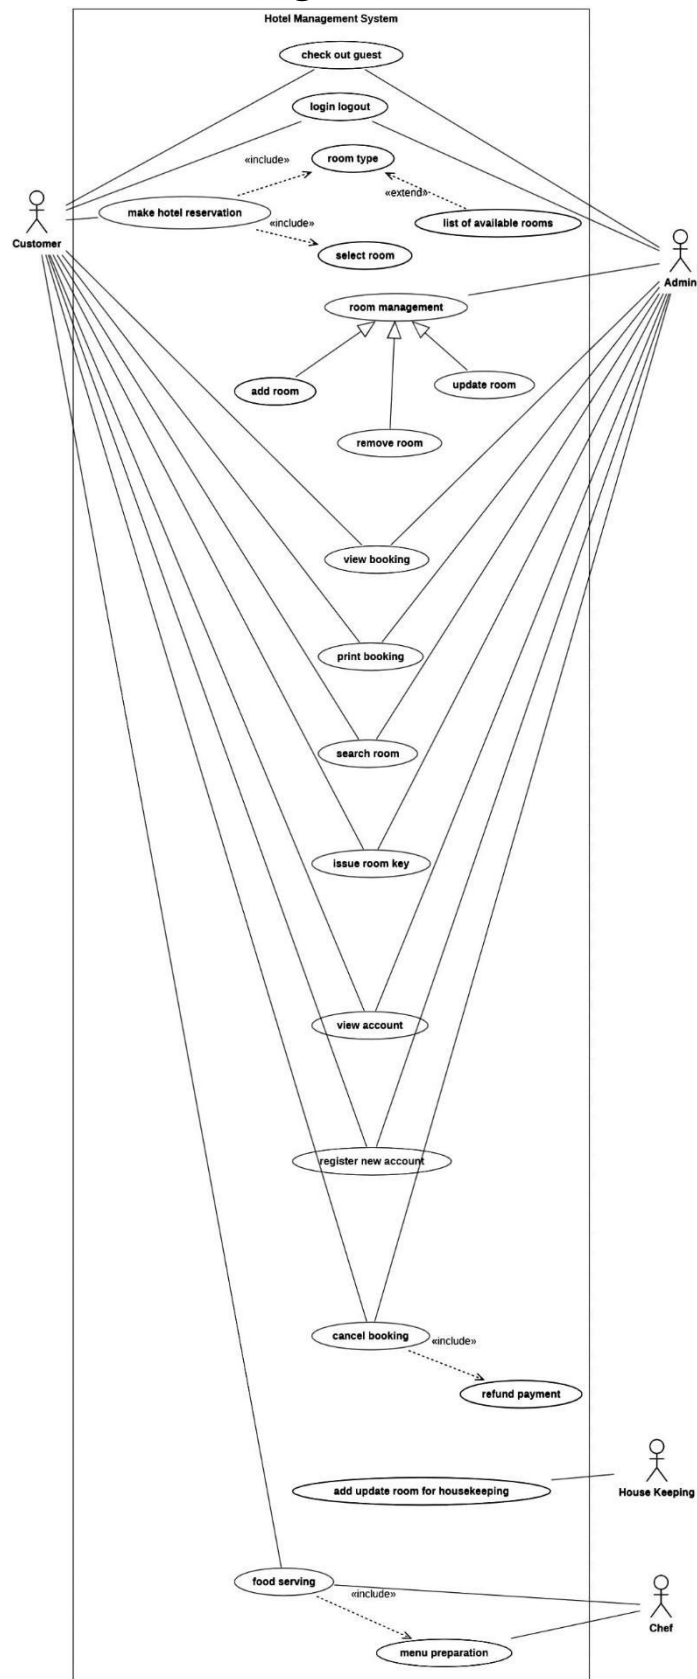 Hotel Management System
check out guest
login logout
«include»
room type
«extend»
make hotel reservation
«include»
list of available rooms
Customer
select room
Admin
room management
add room
update room
remove room
view booking
print booking
search room
issue room key
view account
register new account
cancel booking
«include»
refund payment
add update room for housekeeping
House Keeping
food serving
«include»
Chef
menu preparation